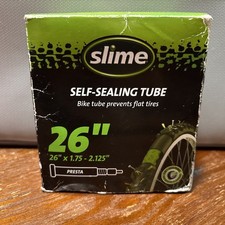 slime
SELF-SEALING TUBE
Bike tube prevents flat tires
26"
26" x 1.75 - 2.125"
PRESTA